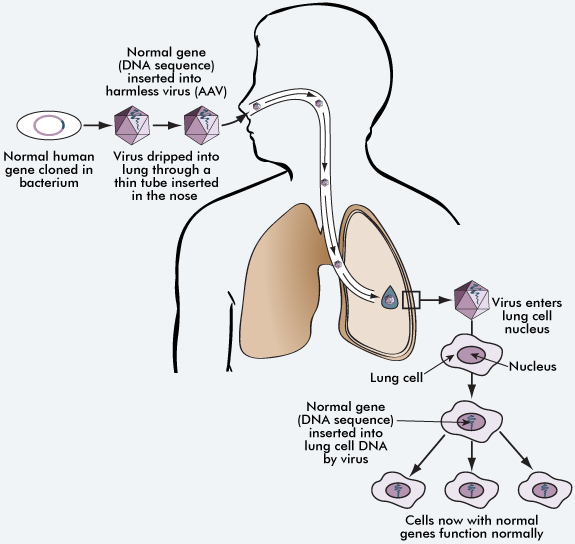 Normal gene
(DNA sequence)
inserted into
harmless virus (AAV)
Normal human
gene cloned in
bacterium
Virus dripped into
lung through a
thin tube inserted
in the nose
Virus enters
lung cell
nucleus
Nucleus
Lung cell
Normal gene
(DNA sequence)
inserted into
lung cell DNA
by virus
Cells now with normal
genes function normally